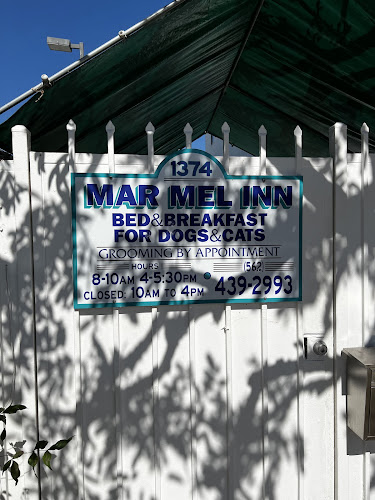 1374
MAR MEL INN
BED&BREAKFAST
FOR DOGS&CATS
GROOMING BY APPOINTMENT
HOURS (562)
8-10AM 4-5:30PM 439-2993
CLOSED: 10AM TO 4PM